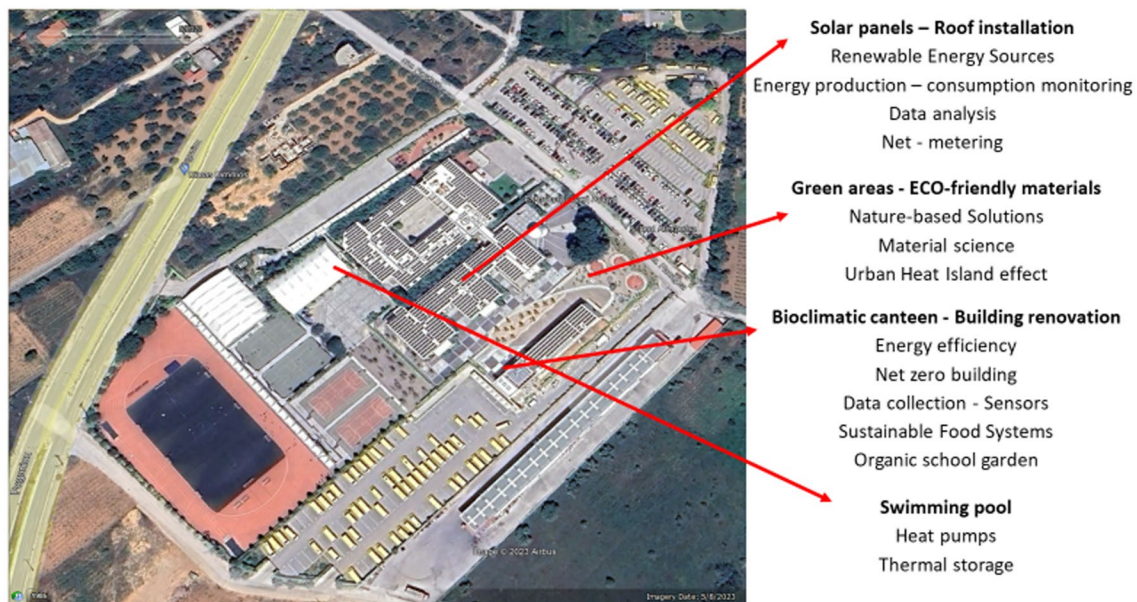 Solar panels – Roof installation
Renewable Energy Sources
Energy production – consumption monitoring
Data analysis
Net - metering
Green areas - ECO-friendly materials
Nature-based Solutions
Material science
Urban Heat Island effect
Bioclimatic canteen - Building renovation
Energy efficiency
Net zero building
Data collection - Sensors
Sustainable Food Systems
Organic school garden
Swimming pool
Heat pumps
Thermal storage
Image © 2023 Airbus
1985
Imagery Date: 5/8/2023